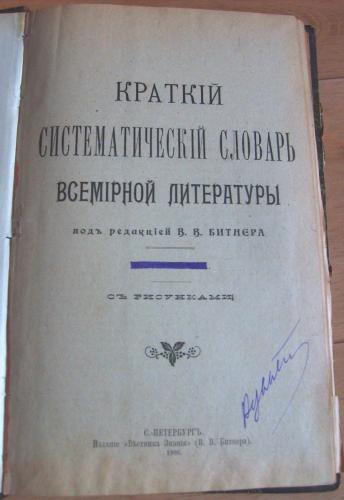 КРАТКІЙ
СИСТЕМАТИЧЕСКІЙ СЛОВАРЬ
ВСЕМІРНОЙ ЛИТЕРАТУРЫ
подъ редакціей В. В. БИТНЕРА
СЪ РИСУНКАМИ
С.-ПЕТЕРБУРГЪ.
Изданіе «Вѣстника Знанія» (В. В. Битнера).
1906.